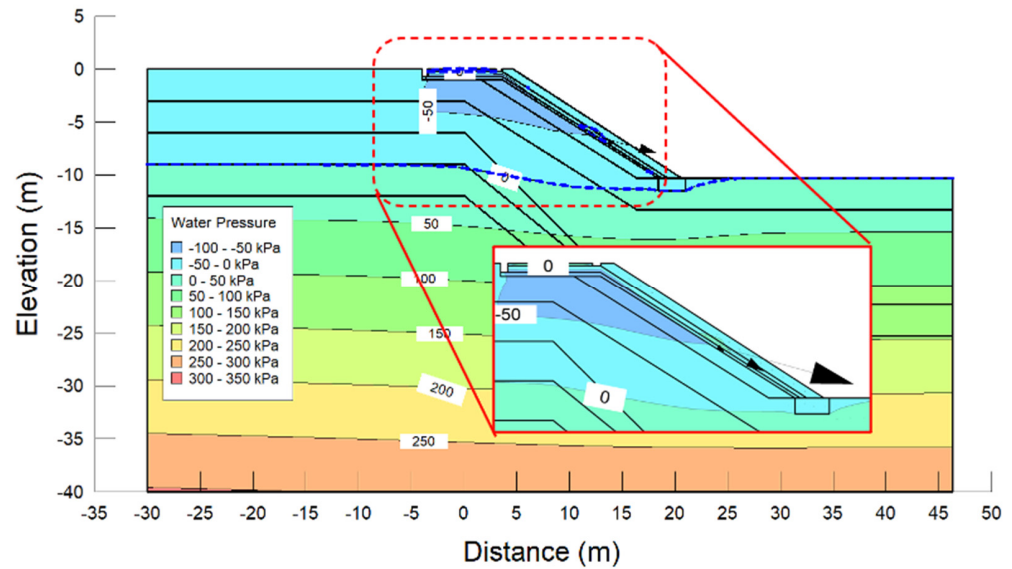 5
0
-5
-10
-15
-20
-25
-30
-35
-40
Elevation (m)
0
-50
0
50
100
150
200
250
Water Pressure
-100 - -50 kPa
-50 - 0 kPa
0 - 50 kPa
50 - 100 kPa
100 - 150 kPa
150 - 200 kPa
200 - 250 kPa
250 - 300 kPa
300 - 350 kPa
0
-50
0
-35 -30 -25 -20 -15 -10 -5 0 5 10 15 20 25 30 35 40 45 50
Distance (m)